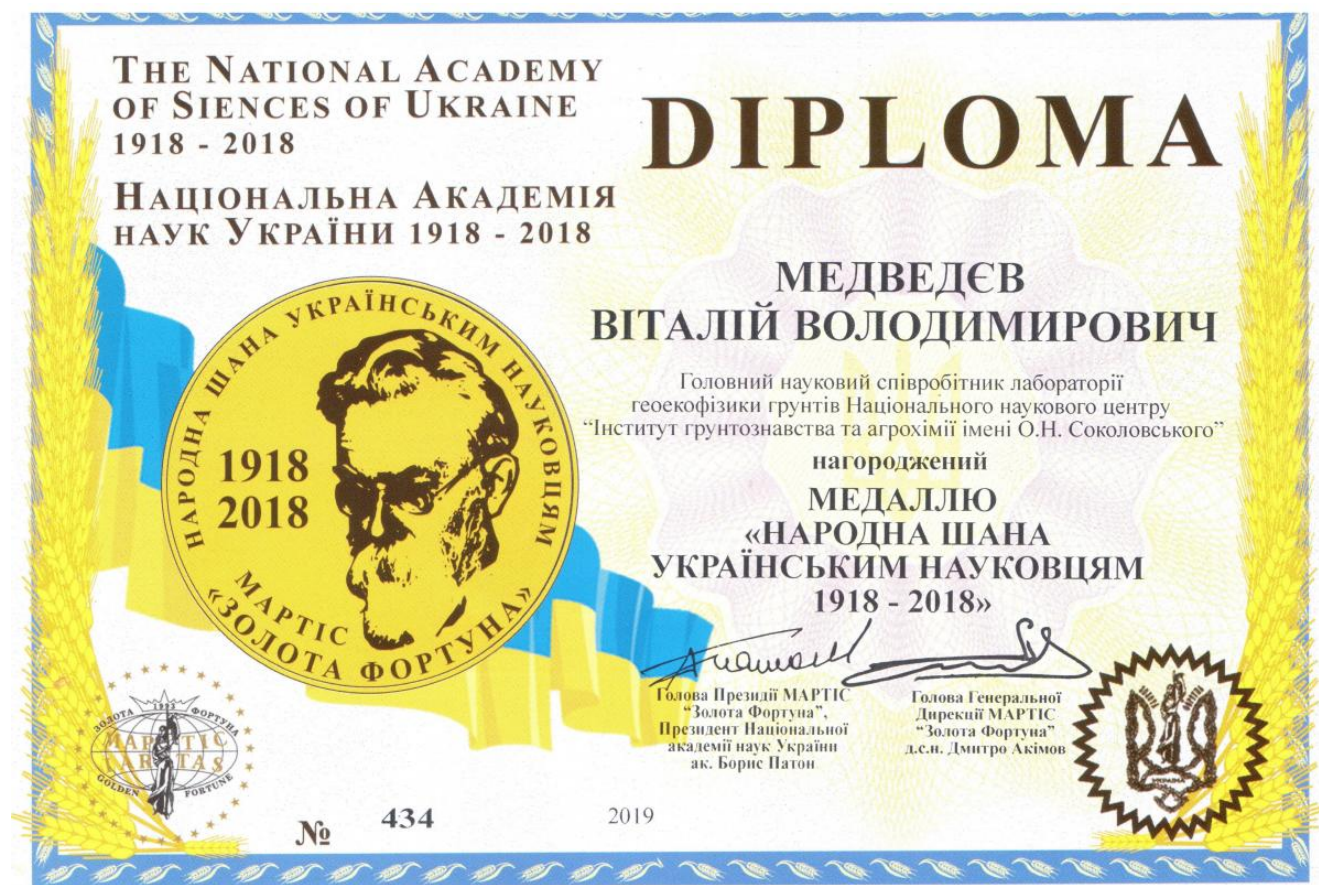 THE NATIONAL ACADEMY
OF SIENCES OF UKRAINE
1918 - 2018
НАЦІОНАЛЬНА АКАДЕМІЯ
НАУК УКРАЇНИ 1918 - 2018
DIPLOMA
МЕДВЕДЄВ
ВІТАЛІЙ ВОЛОДИМИРОВИЧ
Головний науковий співробітник лабораторії
геоекофізики грунтів Національного наукового центру
“Інститут грунтознавства та агрохімії імені О.Н. Соколовського”
нагороджений
МЕДАЛЛЮ
«НАРОДНА ШАНА
УКРАЇНСЬКИМ НАУКОВЦЯМ
1918 - 2018»
НАРОДНА ШАНА УКРАЇНСЬКИМ НАУКОВЦЯМ
1918
2018
МАРТІС
«ЗОЛОТА ФОРТУНА»
Голова Президії МАРТІС
“Золота Фортуна”,
Президент Національної
академії наук України
ак. Борис Патон
Голова Генеральної
Дирекції МАРТІС
“Золота Фортуна”
д.с.н. Дмитро Акімов
ЗОЛОТА ФОРТУНА
GOLDEN FORTUNE
УКРАЇНА
№ 434
2019